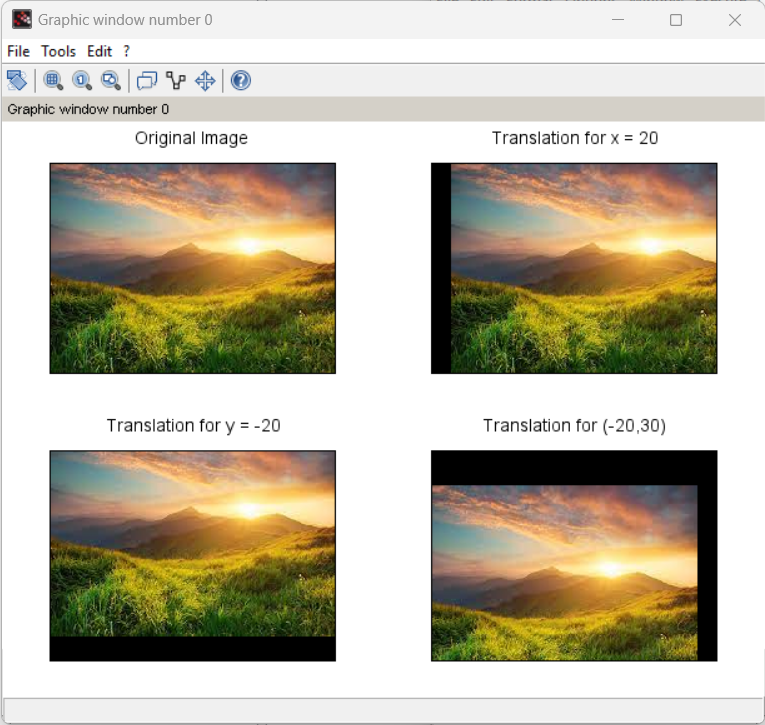 Graphic window number 0
File Tools Edit ?
Graphic window number 0
Original Image
Translation for x = 20
Translation for y = -20
Translation for (-20,30)